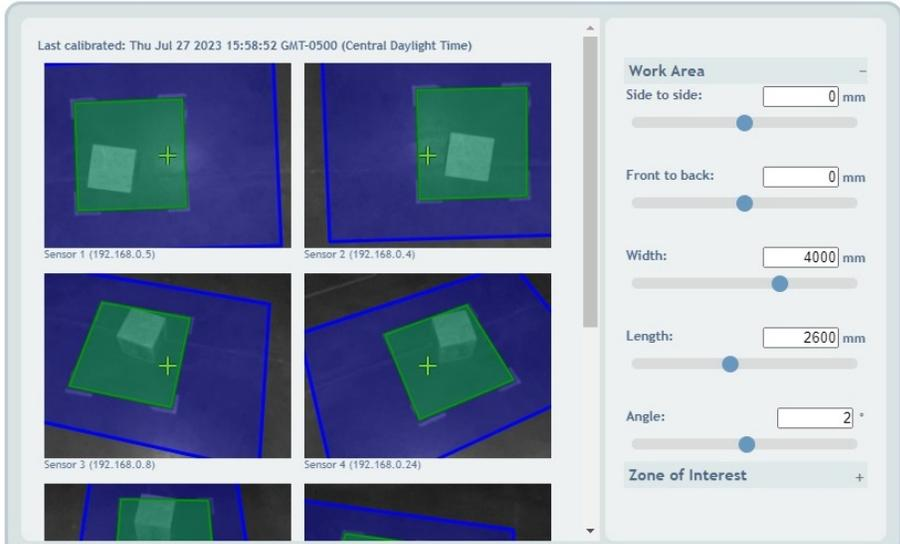 Last calibrated: Thu Jul 27 2023 15:58:52 GMT-0500 (Central Daylight Time)
Sensor 1 (192.168.0.5)
Sensor 2 (192.168.0.4)
Sensor 3 (192.168.0.8)
Sensor 4 (192.168.0.24)
Work Area −
Side to side: 0 mm
Front to back: 0 mm
Width: 4000 mm
Length: 2600 mm
Angle: 2 °
Zone of Interest +